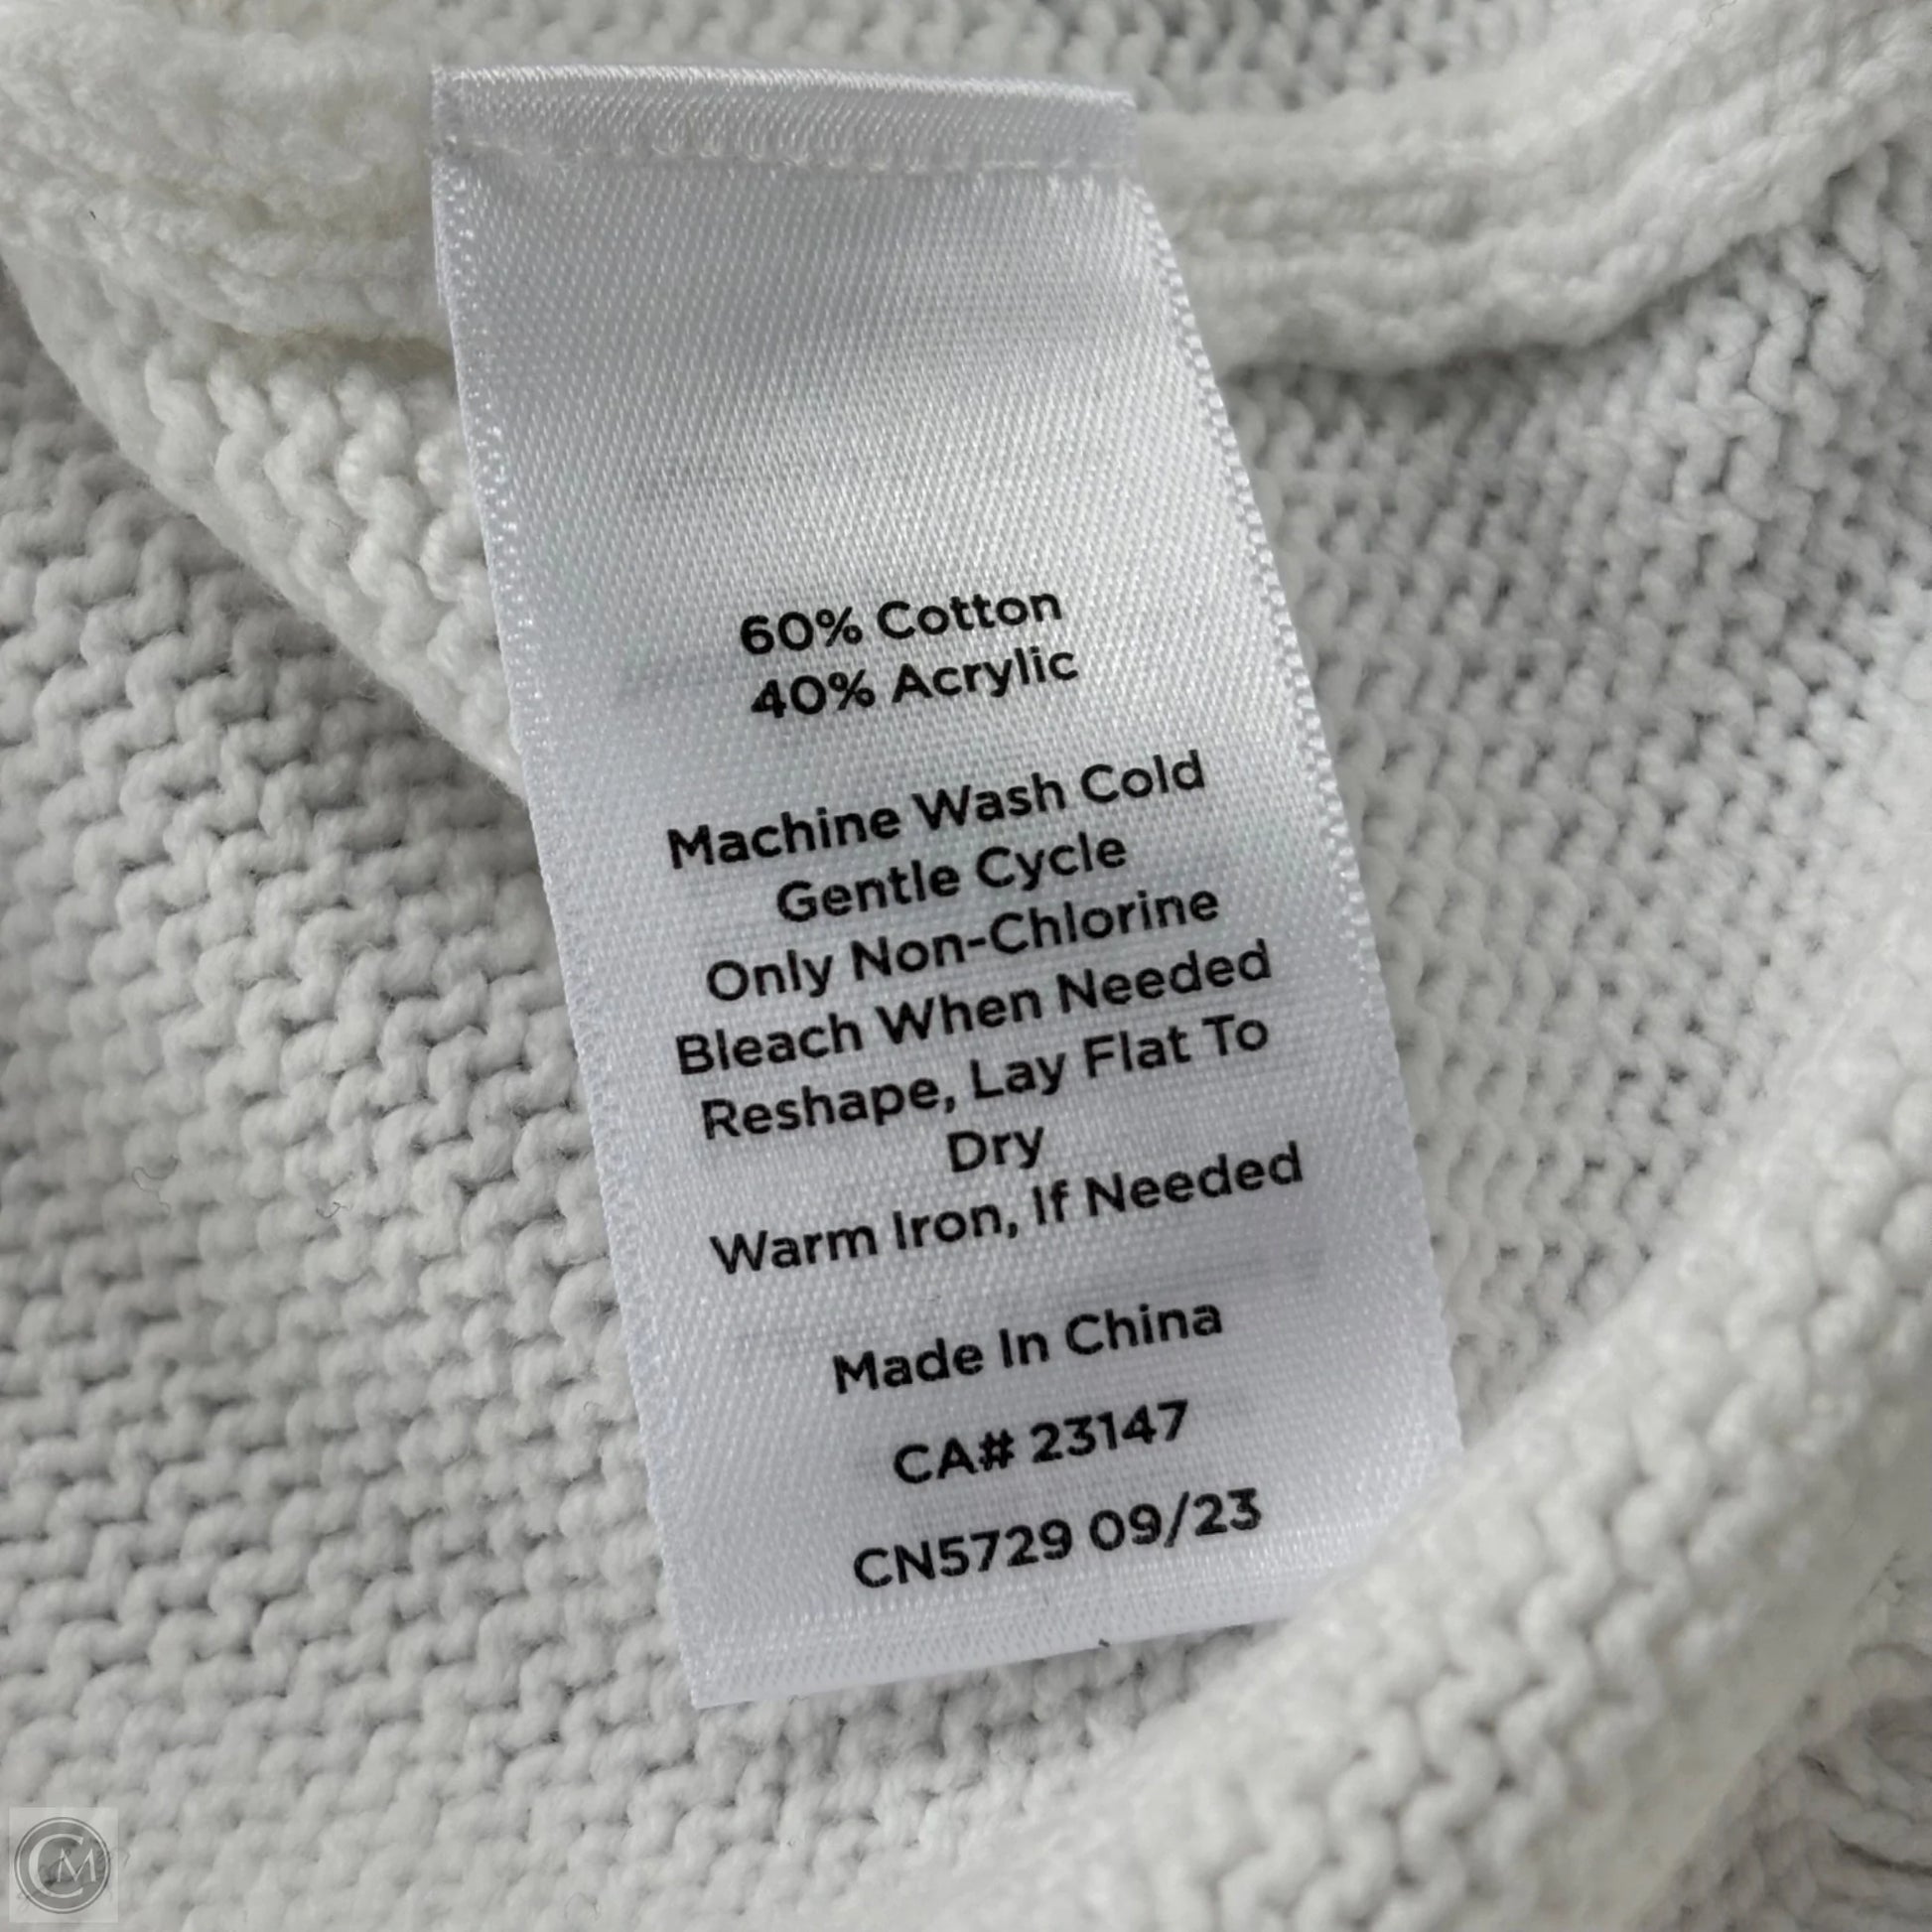 60% Cotton
40% Acrylic
Machine Wash Cold
Gentle Cycle
Only Non-Chlorine
Bleach When Needed
Reshape, Lay Flat To
Dry
Warm Iron, If Needed
Made In China
CA# 23147
CN5729 09/23
CM